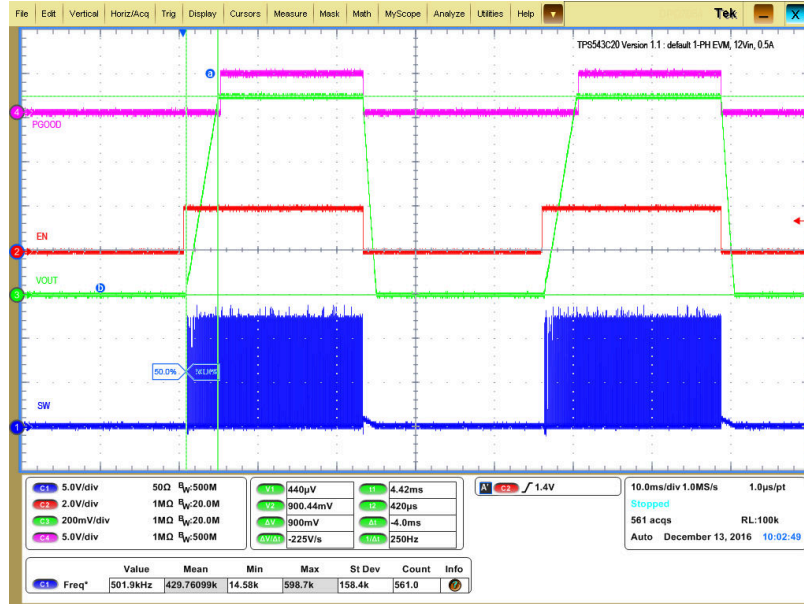 File Edit Vertical Horiz/Acq Trig Display Cursors Measure Mask Math MyScope Analyze Utilities Help Tek X
TPS543C20 Version 1.1 : default 1-PH EVM, 12Vin, 0.5A
a
4
PGOOD
EN
2
VOUT
b
3
50.0%
SW
1
C1 5.0V/div 50Ω BW:500M
C2 2.0V/div 1MΩ BW:20.0M
C3 200mV/div 1MΩ BW:20.0M
C4 5.0V/div 1MΩ BW:500M
V1 440µV t1 4.42ms
V2 900.44mV t2 420µs
ΔV 900mV Δt -4.0ms
ΔV/Δt -225V/s 1/Δt 250Hz
A' C2 1.4V
10.0ms/div 1.0MS/s 1.0µs/pt
Stopped
561 acqs RL:100k
Auto December 13, 2016 10:02:49
Value Mean Min Max St Dev Count Info
C1 Freq* 501.9kHz 429.76099k 14.58k 598.7k 158.4k 561.0